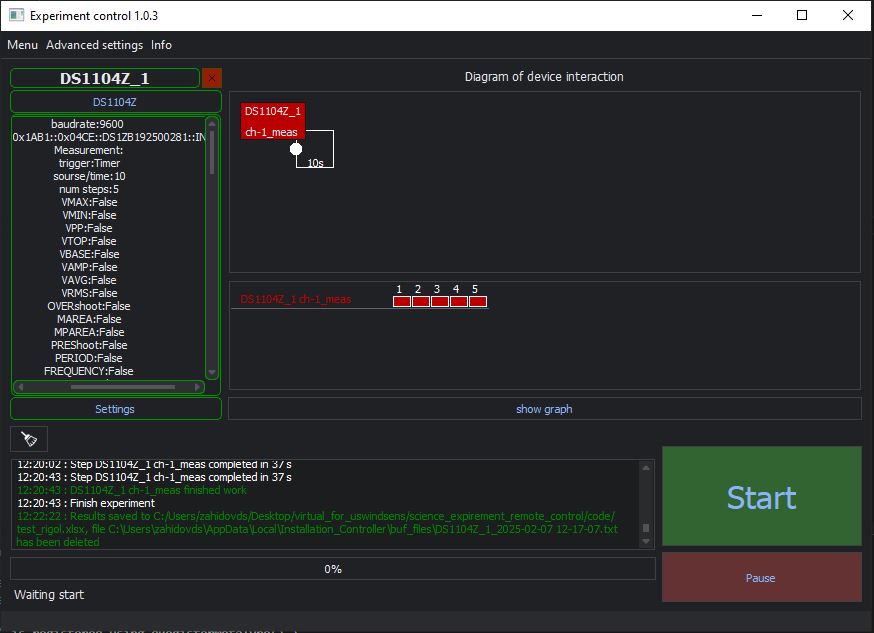 Experiment control 1.0.3
Menu Advanced settings Info
DS1104Z_1
×
DS1104Z
baudrate:9600
0x1AB1::0x04CE::DS1ZB192500281::IN
Measurement:
trigger:Timer
sourse/time:10
num steps:5
VMAX:False
VMIN:False
VPP:False
VTOP:False
VBASE:False
VAMP:False
VAVG:False
VRMS:False
OVERshoot:False
MAREA:False
MPAREA:False
PREShoot:False
PERIOD:False
FREQUENCY:False
Settings
Diagram of device interaction
DS1104Z_1
ch-1_meas
10s
1 2 3 4 5
DS1104Z_1 ch-1_meas
show graph
12:20:02 : Step DS1104Z_1 ch-1_meas completed in 37 s
12:20:43 : Step DS1104Z_1 ch-1_meas completed in 37 s
12:20:43 : DS1104Z_1 ch-1_meas finished work
12:20:43 : Finish experiment
12:22:22 : Results saved to C:/Users/zahidovds/Desktop/virtual_for_uswindsens/science_expirement_remote_control/code/
test_rigol.xlsx, file C:\Users\zahidovds\AppData\Local\Installation_Controller\buf_files\DS1104Z_1_2025-02-07 12-17-07.txt
has been deleted
Start
Pause
0%
Waiting start